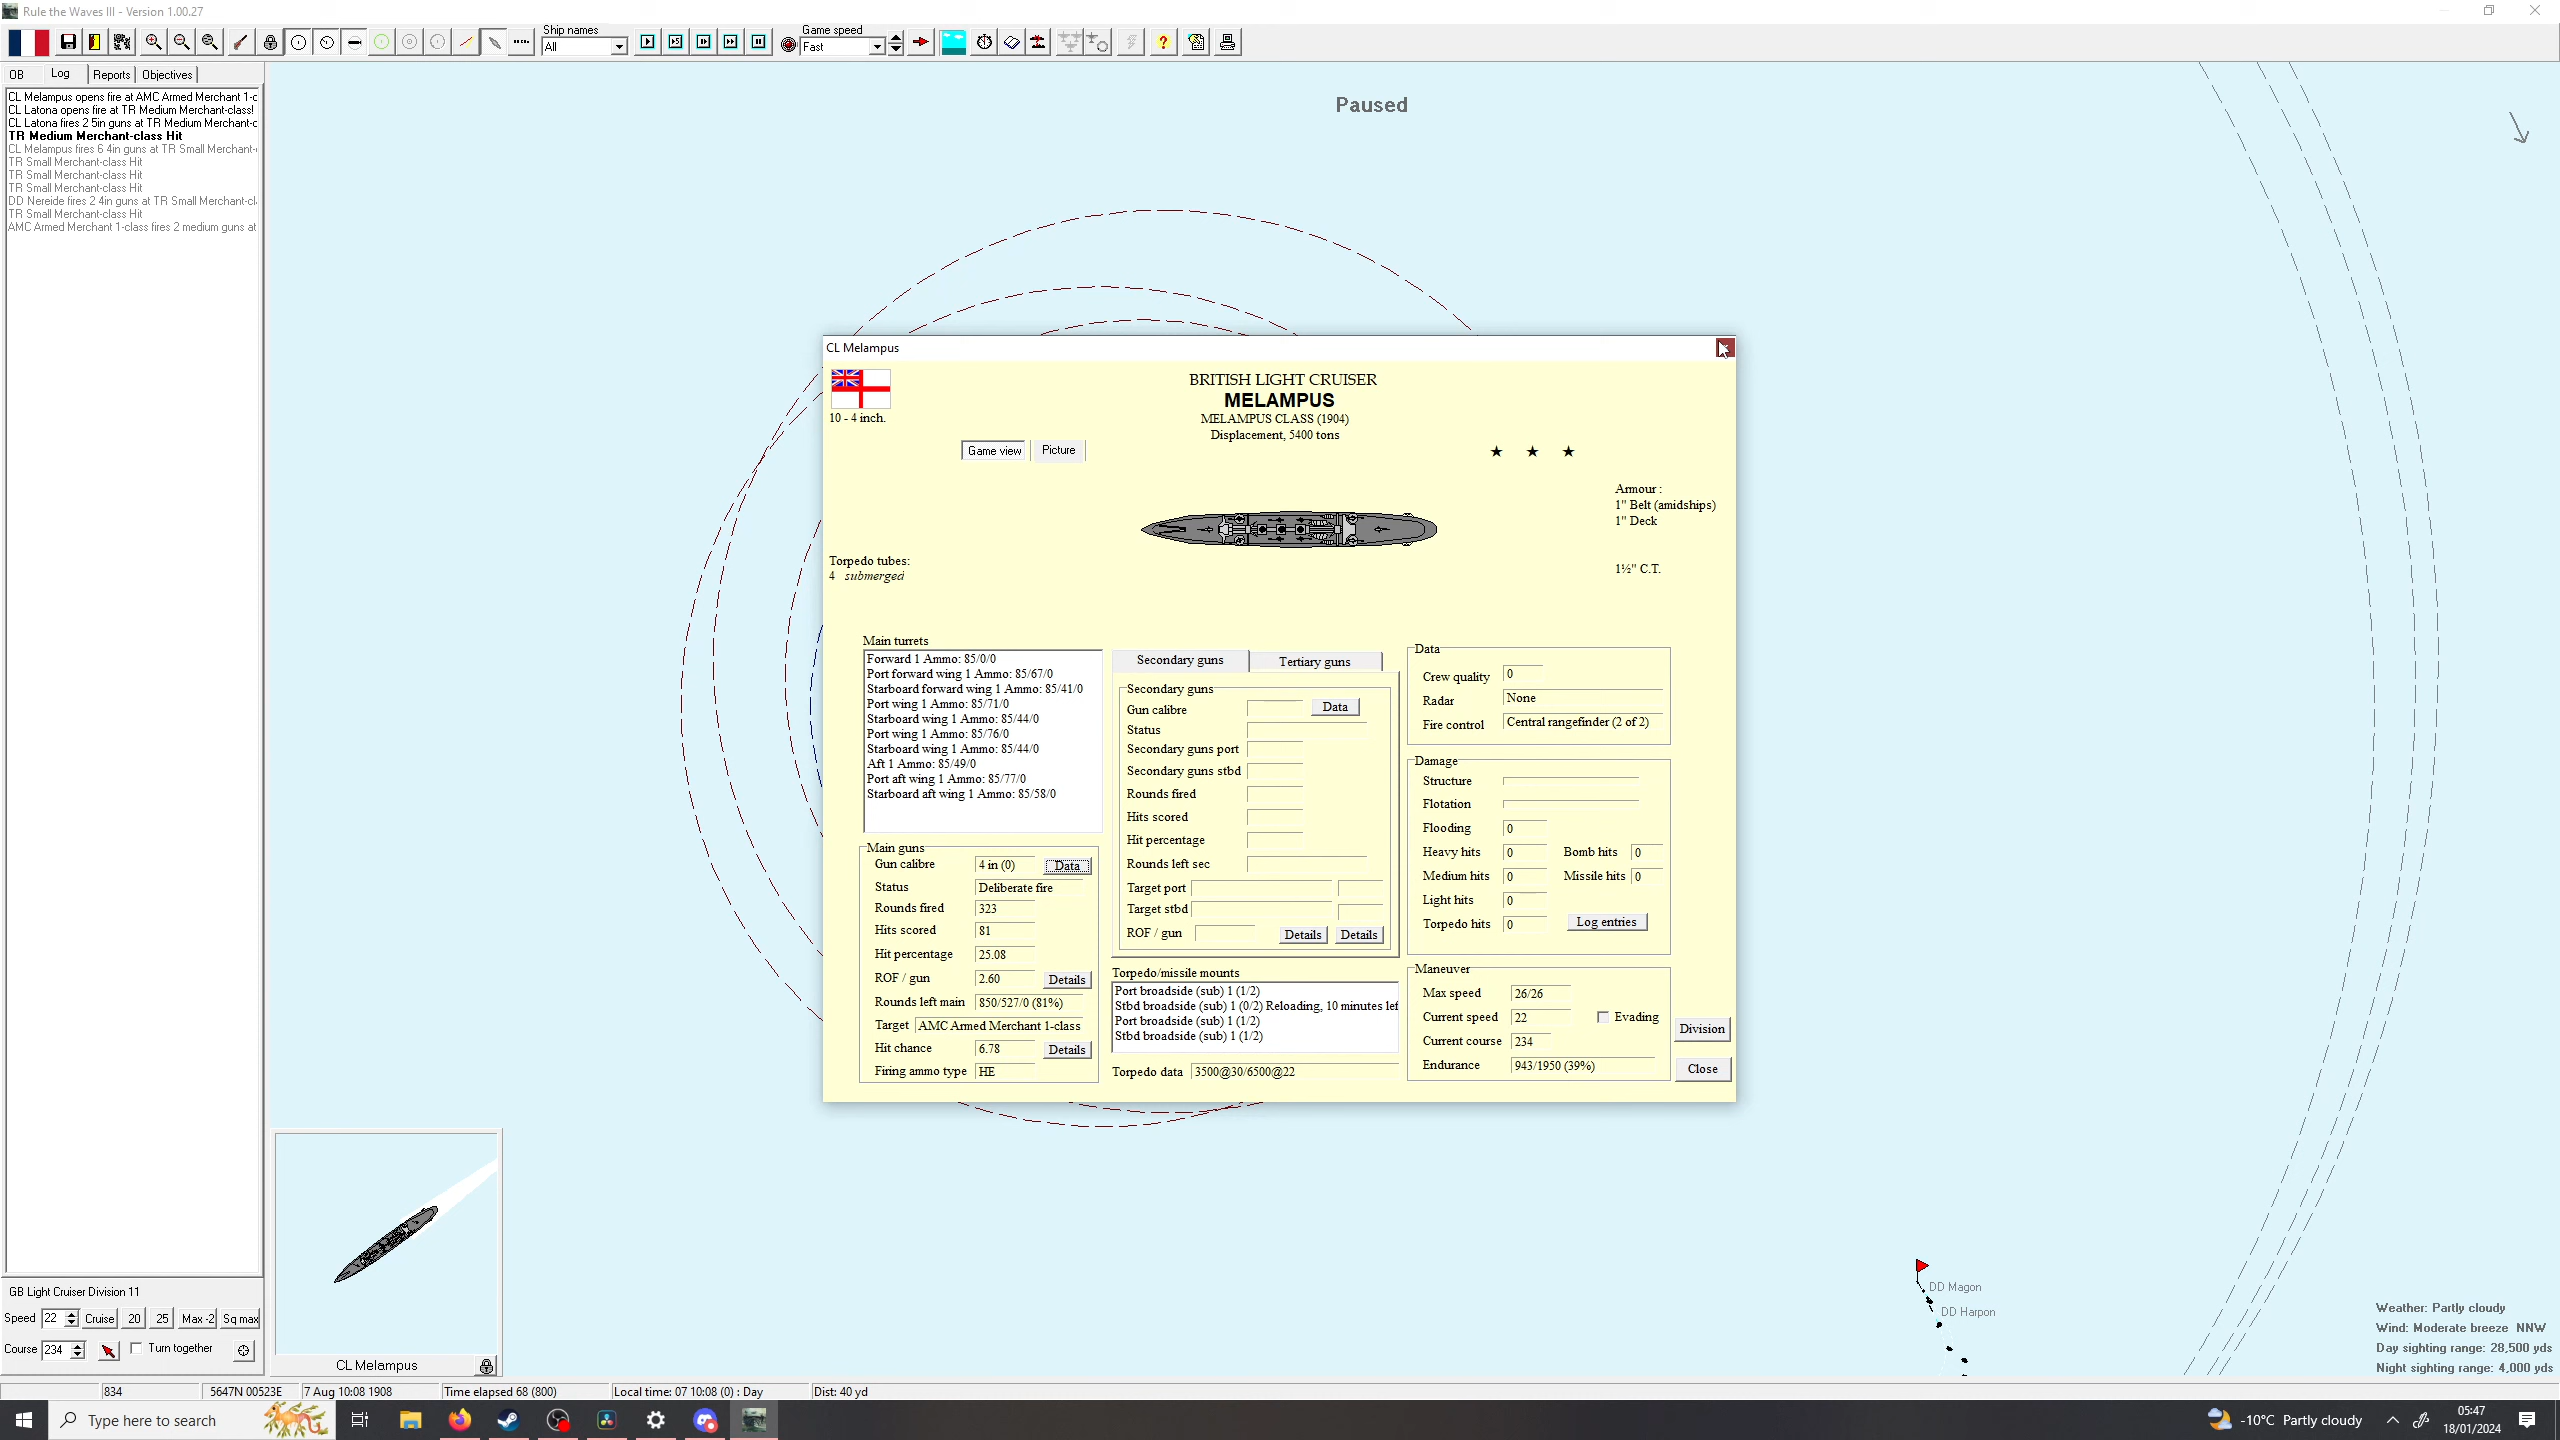 Rule the Waves III - Version 1.00.27
Ship names
All
Game speed
Fast
OB
Log
Reports
Objectives
CL Melampus opens fire at AMC Armed Merchant 1-c
CL Latona opens fire at TR Medium Merchant-class!
CL Latona fires 2 5in guns at TR Medium Merchant-c
TR Medium Merchant-class Hit
CL Melampus fires 6 4in guns at TR Small Merchant-
TR Small Merchant-class Hit
TR Small Merchant-class Hit
TR Small Merchant-class Hit
DD Nereide fires 2 4in guns at TR Small Merchant-cl
TR Small Merchant-class Hit
AMC Armed Merchant 1-class fires 2 medium guns at
Paused
CL Melampus
10 - 4 inch.
BRITISH LIGHT CRUISER
MELAMPUS
MELAMPUS CLASS (1904)
Displacement, 5400 tons
Game view
Picture
★ ★ ★
Armour :
1" Belt (amidships)
1" Deck
1½" C.T.
Torpedo tubes:
4 submerged
Main turrets
Forward 1 Ammo: 85/0/0
Port forward wing 1 Ammo: 85/67/0
Starboard forward wing 1 Ammo: 85/41/0
Port wing 1 Ammo: 85/71/0
Starboard wing 1 Ammo: 85/44/0
Port wing 1 Ammo: 85/76/0
Starboard wing 1 Ammo: 85/44/0
Aft 1 Ammo: 85/49/0
Port aft wing 1 Ammo: 85/77/0
Starboard aft wing 1 Ammo: 85/58/0
Main guns
Gun calibre 4 in (0) Data
Status Deliberate fire
Rounds fired 323
Hits scored 81
Hit percentage 25.08
ROF / gun 2.60 Details
Rounds left main 850/527/0 (81%)
Target AMC Armed Merchant 1-class
Hit chance 6.78 Details
Firing ammo type HE
Secondary guns
Tertiary guns
Secondary guns
Gun calibre Data
Status
Secondary guns port
Secondary guns stbd
Rounds fired
Hits scored
Hit percentage
Rounds left sec
Target port
Target stbd
ROF / gun Details Details
Torpedo/missile mounts
Port broadside (sub) 1 (1/2)
Stbd broadside (sub) 1 (0/2) Reloading, 10 minutes lef
Port broadside (sub) 1 (1/2)
Stbd broadside (sub) 1 (1/2)
Torpedo data 3500@30/6500@22
Data
Crew quality 0
Radar None
Fire control Central rangefinder (2 of 2)
Damage
Structure
Flotation
Flooding 0
Heavy hits 0 Bomb hits 0
Medium hits 0 Missile hits 0
Light hits 0
Torpedo hits 0 Log entries
Maneuver
Max speed 26/26
Current speed 22 Evading
Current course 234
Endurance 943/1950 (39%)
Division
Close
DD Magon
DD Harpon
Weather: Partly cloudy
Wind: Moderate breeze NNW
Day sighting range: 28,500 yds
Night sighting range: 4,000 yds
GB Light Cruiser Division 11
Speed 22 Cruise 20 25 Max -2 Sq max
Course 234 Turn together
CL Melampus
834 5647N 00523E 7 Aug 10:08 1908 Time elapsed 68 (800) Local time: 07 10:08 (0) : Day Dist: 40 yd
Type here to search
-10°C Partly cloudy
05:47
18/01/2024